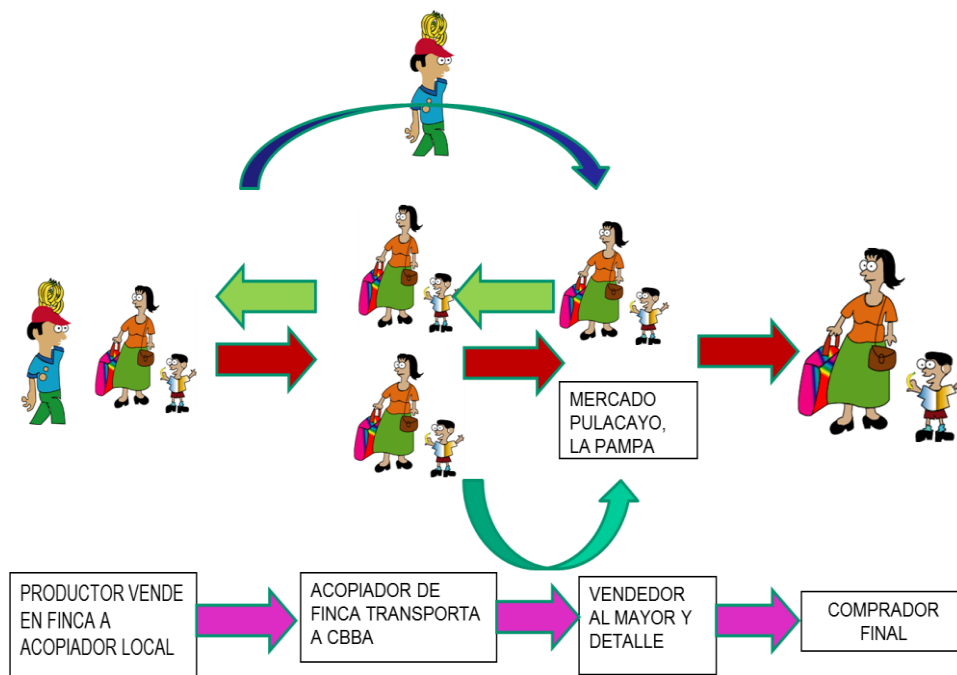 MERCADO
PULACAYO,
LA PAMPA
PRODUCTOR VENDE
EN FINCA A
ACOPIADOR LOCAL
ACOPIADOR DE
FINCA TRANSPORTA
A CBBA
VENDEDOR
AL MAYOR Y
DETALLE
COMPRADOR
FINAL